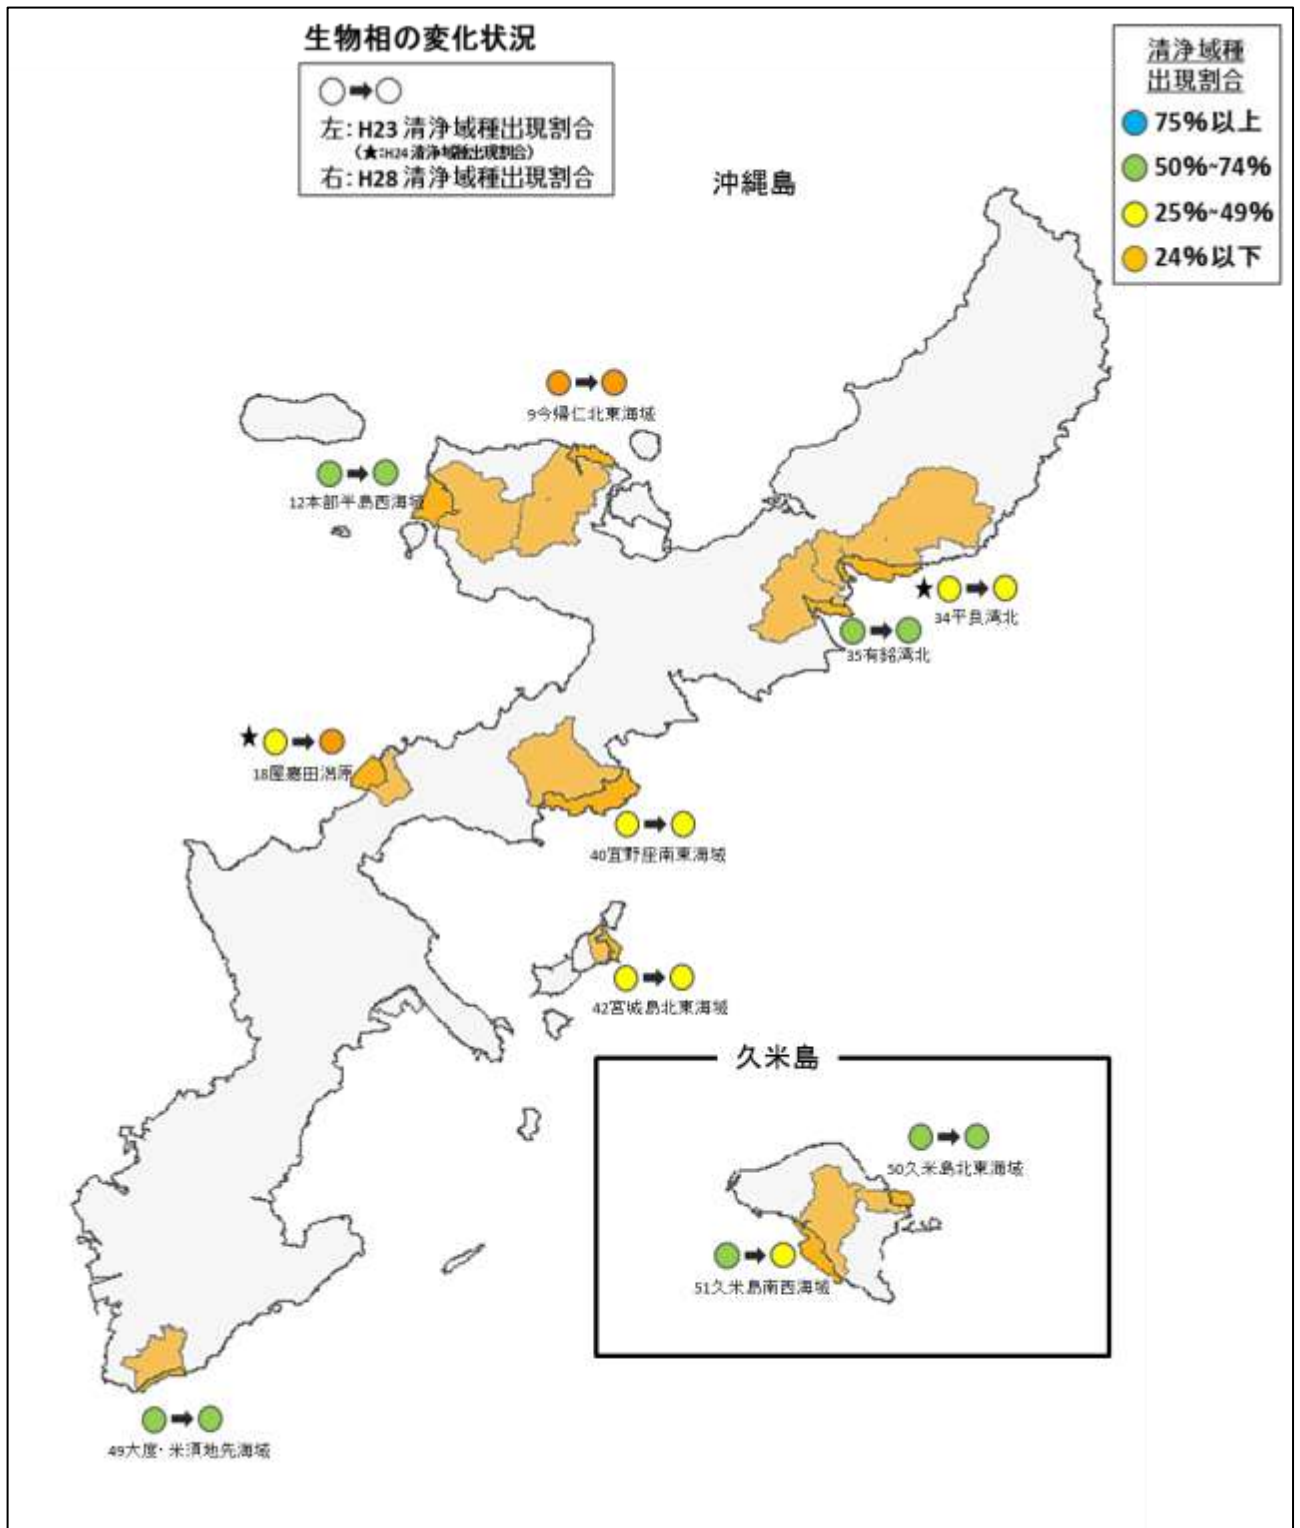 生物相の変化状況
左：H23 清浄域種出現割合
（★：H24 清浄域種出現割合）
右：H28 清浄域種出現割合
清浄域種
出現割合
75%以上
50%~74%
25%~49%
24%以下
沖縄島
9今帰仁北東海域
12本部半島西海域
34平良湾北
35有銘湾北
18屋嘉田潟原
40宜野座南東海域
42宮城島北東海域
久米島
50久米島北東海域
51久米島南西海域
49大度・米須地先海域